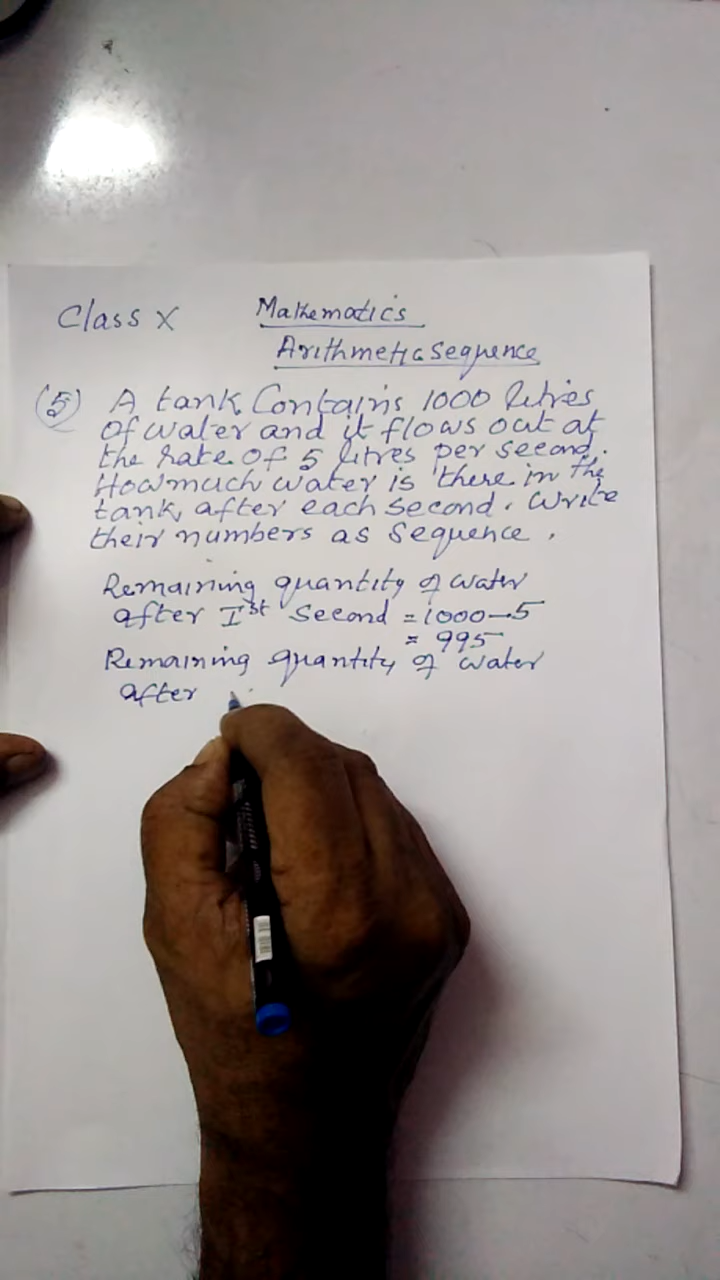 Class X Mathematics
Arithmetic Sequence
(5) A tank Contains 1000 litres
of water and it flows out at
the rate of 5 litres per second.
How much water is there in the
tank, after each second. Write
their numbers as Sequence.
Remaining quantity of water
after Ist Second = 1000-5
= 995
Remaining quantity of water
after